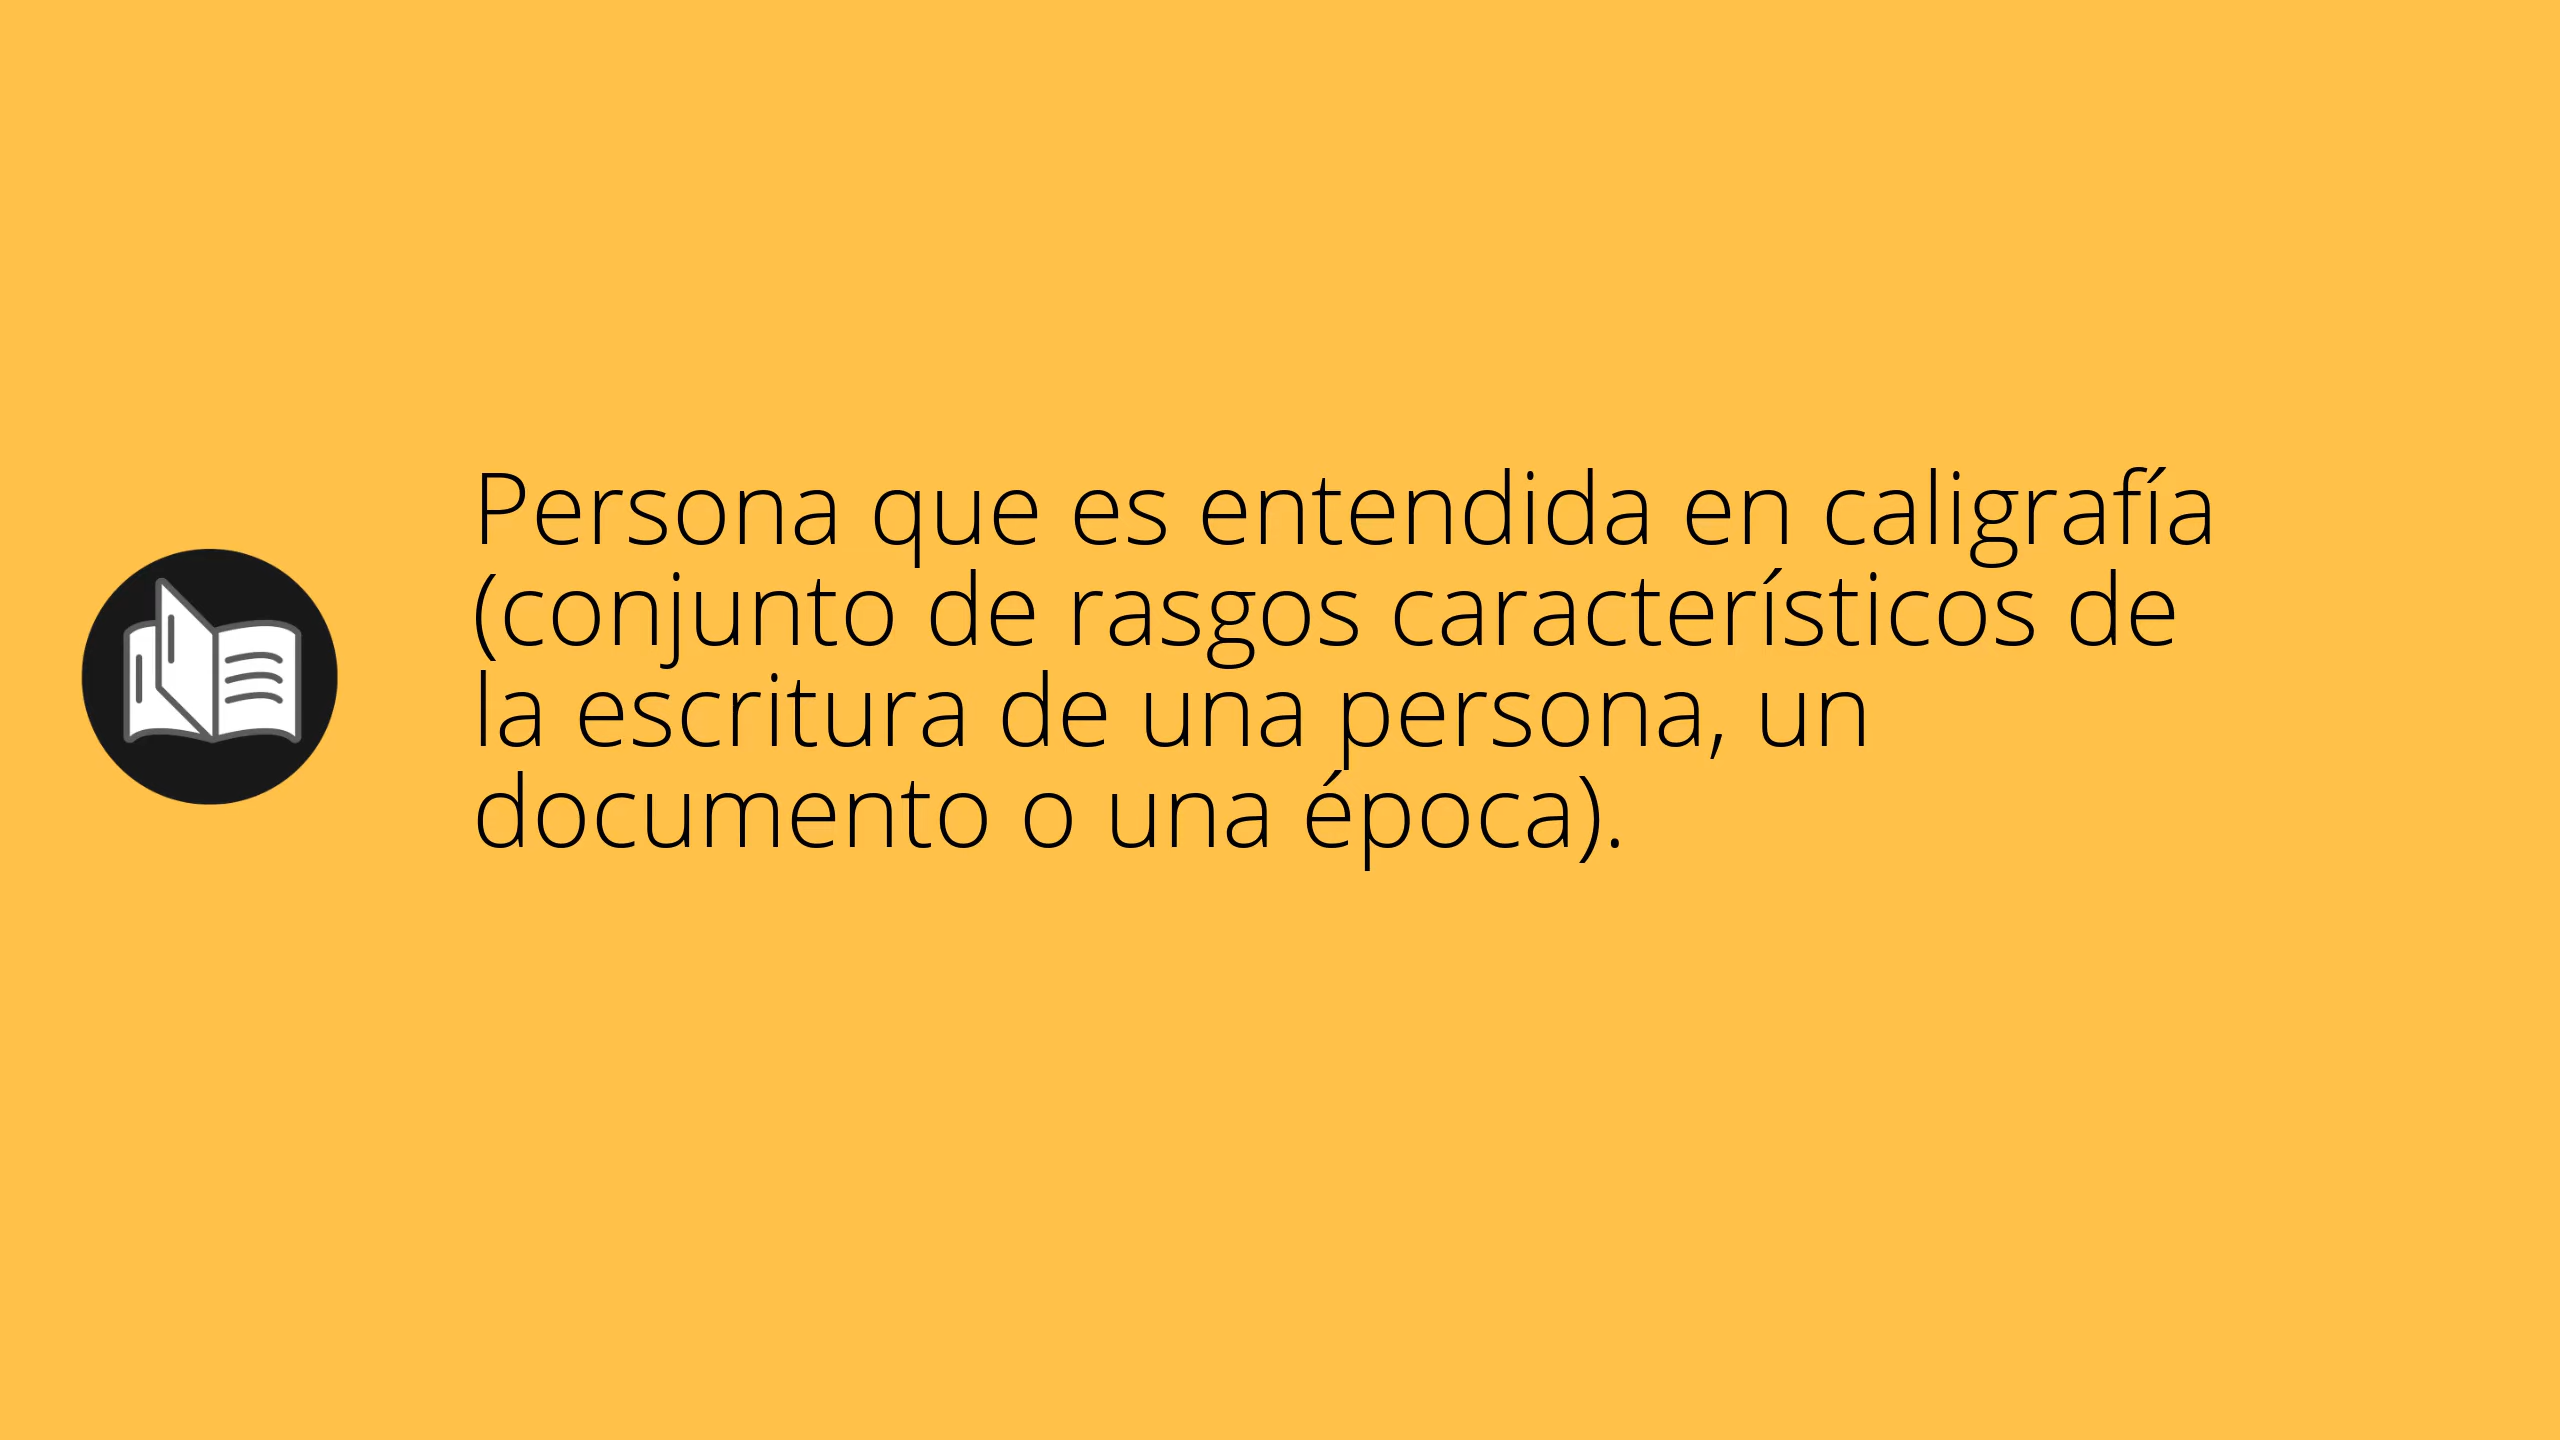 Persona que es entendida en caligrafía
(conjunto de rasgos característicos de
la escritura de una persona, un
documento o una época).